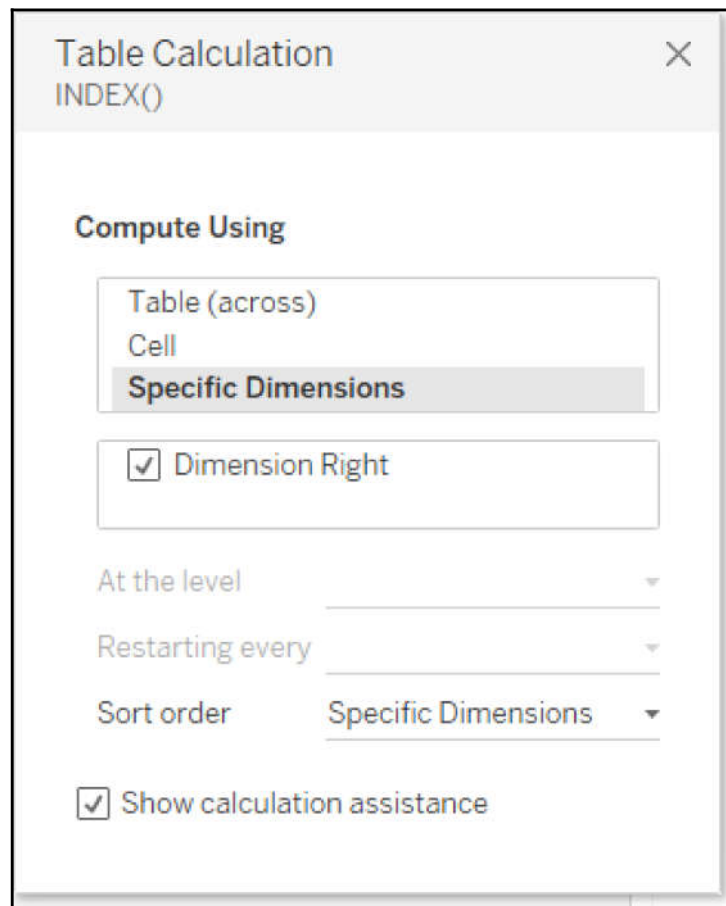 Table Calculation
INDEX()
Compute Using
Table (across)
Cell
Specific Dimensions
Dimension Right
At the level
Restarting every
Sort order Specific Dimensions
Show calculation assistance